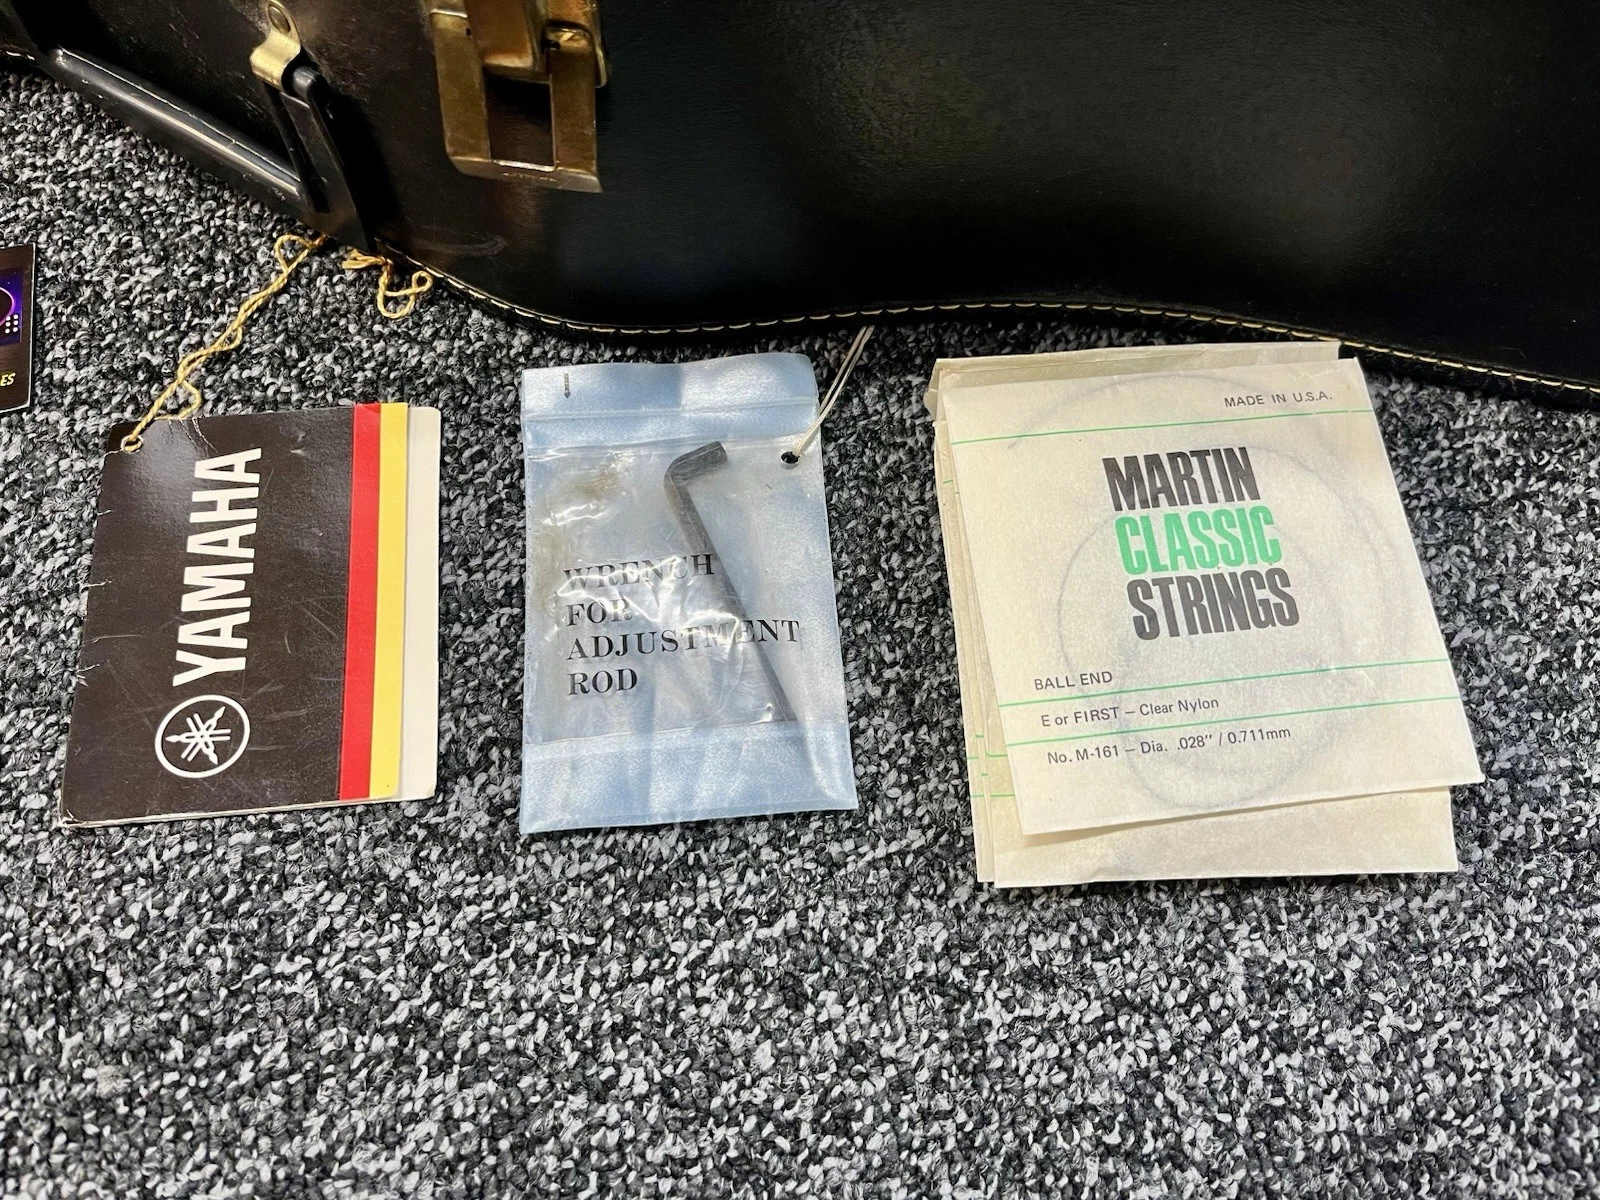 ES
YAMAHA
WRENCH
FOR
ADJUSTMENT
ROD
MADE IN U.S.A.
MARTIN
CLASSIC
STRINGS
BALL END
E or FIRST – Clear Nylon
No. M-161 – Dia. .028" / 0.711mm